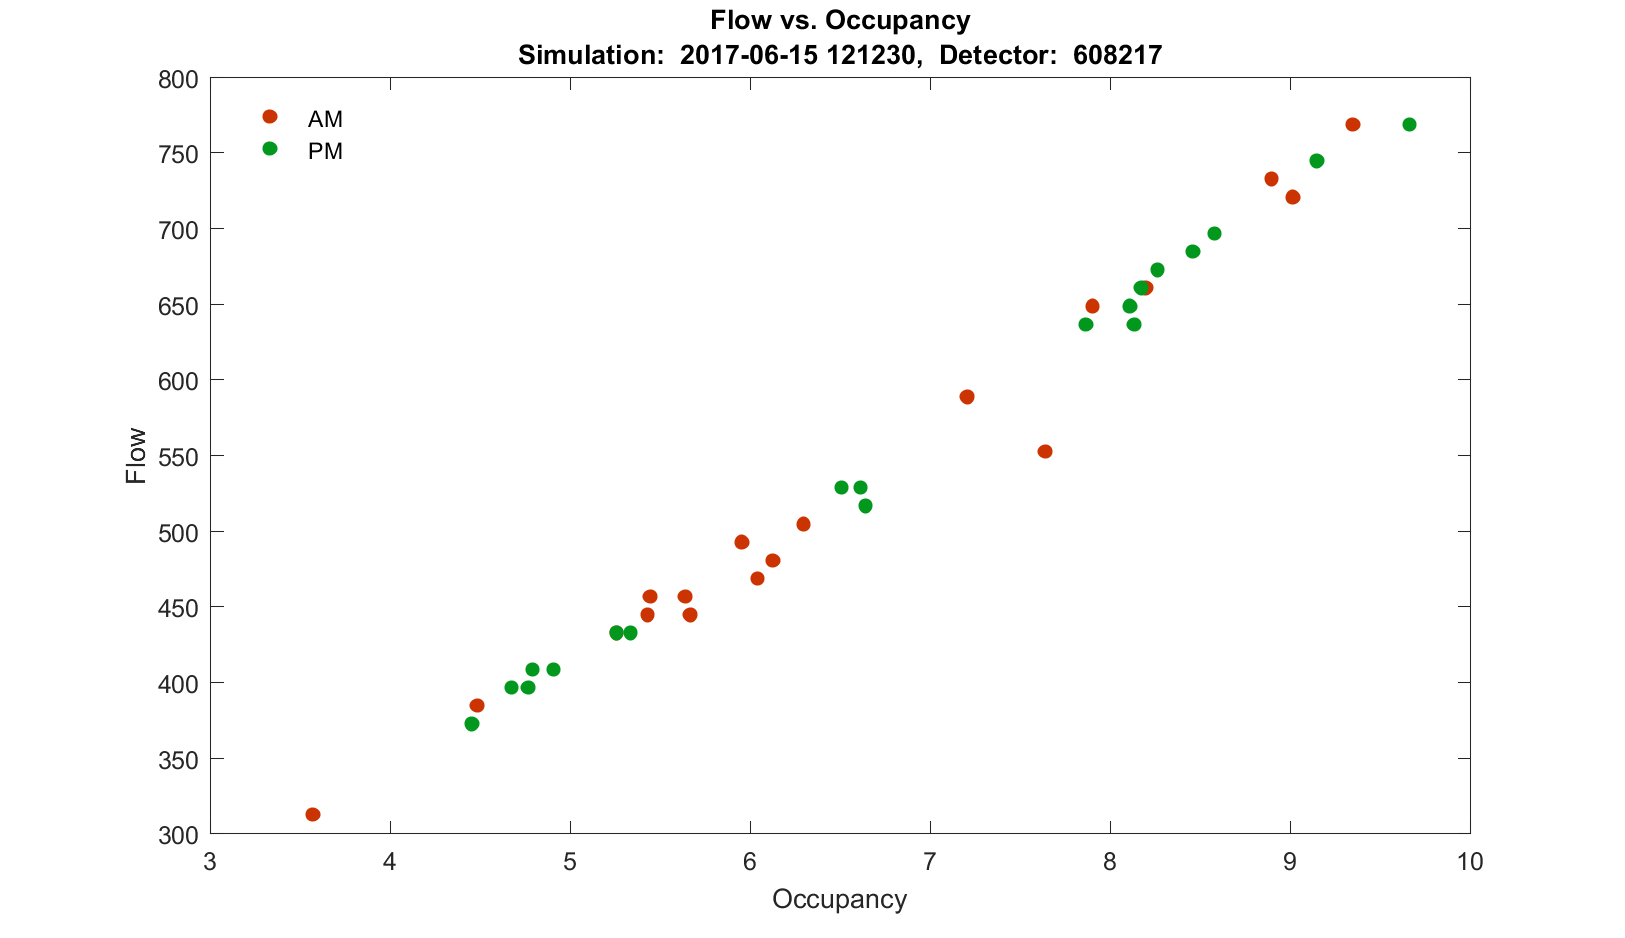 Flow vs. Occupancy
Simulation:  2017-06-15 121230,  Detector:  608217
800
750
700
650
600
550
500
450
400
350
300
AM
PM
Flow
3 4 5 6 7 8 9 10
Occupancy